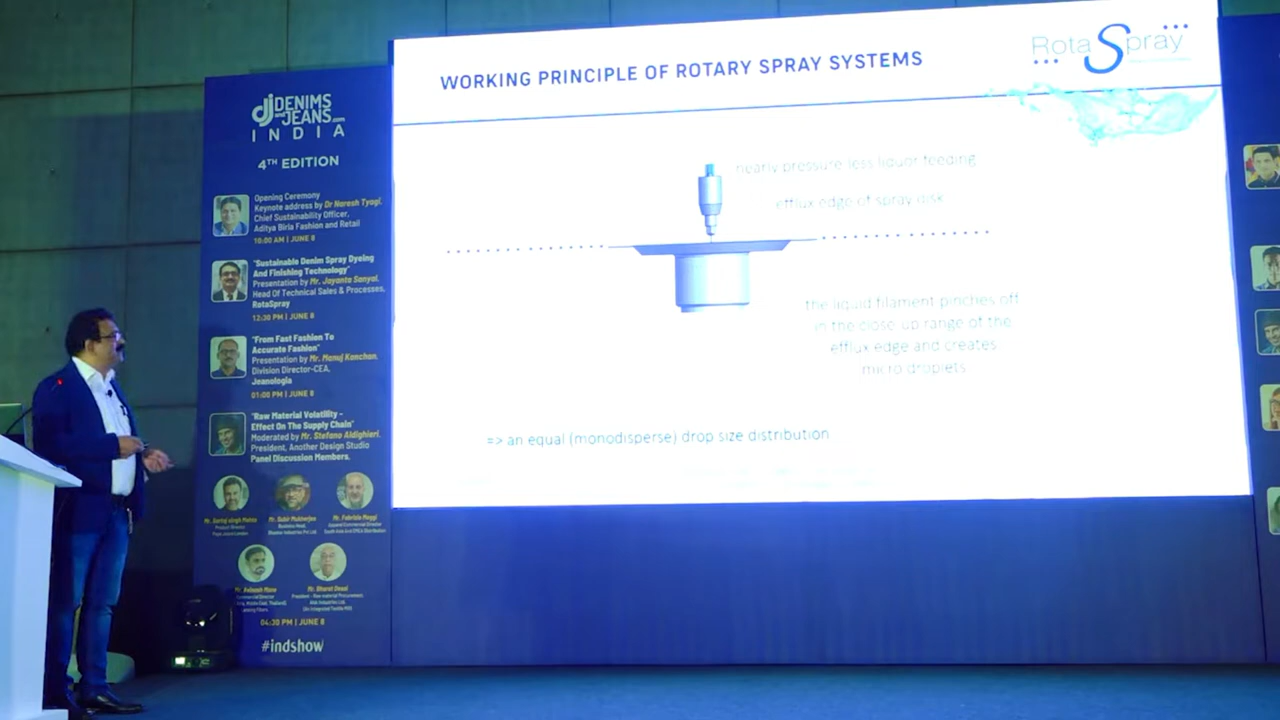 dj DENIMS
and JEANS.com
INDIA
4TH EDITION
Opening Ceremony
Keynote address by Dr Naresh Tyagi,
Chief Sustainability Officer,
Aditya Birla Fashion and Retail
10:00 AM | JUNE 8
"Sustainable Denim Spray Dyeing
And Finishing Technology"
Presentation by Mr. Jayanta Sanyal,
Head Of Technical Sales & Processes,
RotaSpray
12:30 PM | JUNE 8
"From Fast Fashion To
Accurate Fashion"
Presentation by Mr. Manuj Kanchan,
Division Director-CEA,
Jeanologia
01:00 PM | JUNE 8
"Raw Material Volatility -
Effect On The Supply Chain"
Moderated by Mr. Stefano Aldighieri,
President, Another Design Studio
Panel Discussion Members.
04:30 PM | JUNE 8
#indshow
WORKING PRINCIPLE OF ROTARY SPRAY SYSTEMS
RotaSpray
nearly pressure less liquor feeding
efflux edge of spray disk
the liquid filament pinches off
in the close up range of the
efflux edge and creates
micro droplets
=> an equal (monodisperse) drop size distribution